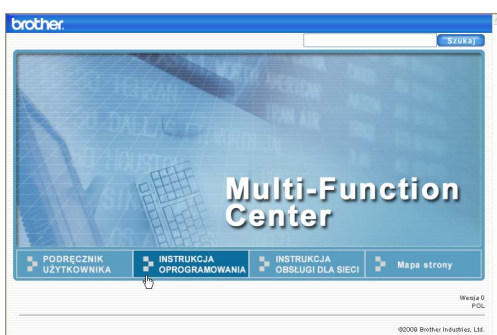 brother.
Szukaj
Multi-Function
Center
PODRĘCZNIK
UŻYTKOWNIKA
INSTRUKCJA
OPROGRAMOWANIA
INSTRUKCJA
OBSŁUGI DLA SIECI
Mapa strony
Wersja 0
POL
©2009 Brother Industries, Ltd.